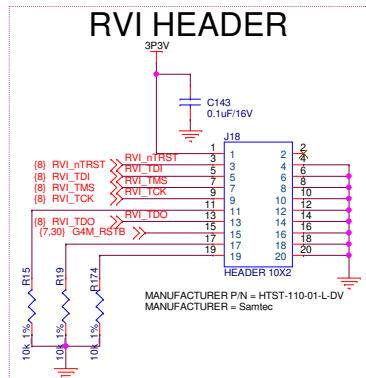 RVI HEADER
3P3V
C143
0.1uF/16V
J18
1 1 2 2
{8} RVI_nTRST RVI_nTRST 3 3 4 4
{8} RVI_TDI RVI_TDI 5 5 6 6
{8} RVI_TMS RVI_TMS 7 7 8 8
{8} RVI_TCK RVI_TCK 9 9 10 10
11 11 12 12
{8} RVI_TDO RVI_TDO 13 13 14 14
{7,30} G4M_RSTB 15 15 16 16
17 17 18 18
19 19 20 20
HEADER 10X2
R15
R19
R174
10k 1%
10k 1%
10k 1%
MANUFACTURER P/N = HTST-110-01-L-DV
MANUFACTURER = Samtec